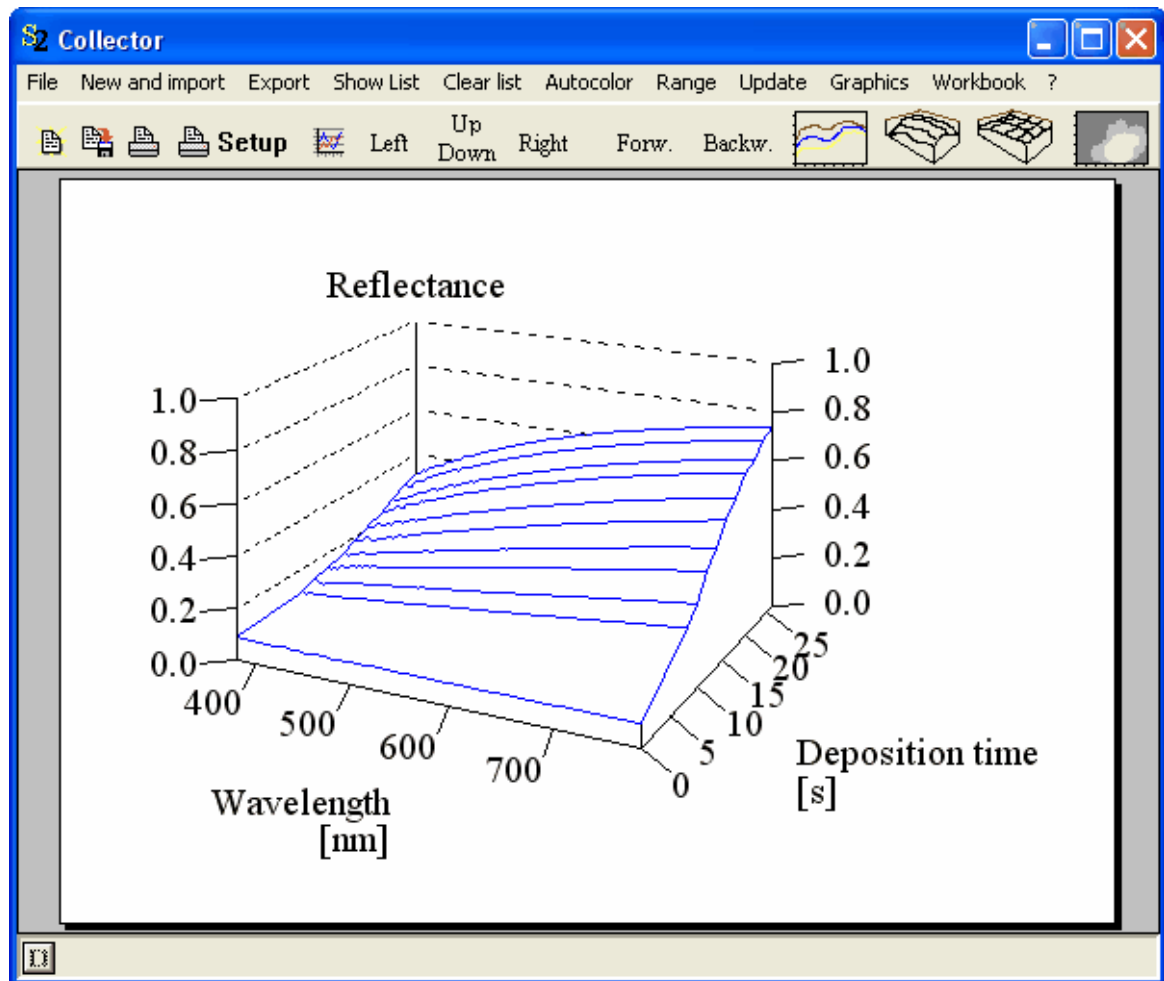 S2 Collector
File New and import Export Show List Clear list Autocolor Range Update Graphics Workbook ?
Setup Left Up Down Right Forw. Backw.
Reflectance
1.0
0.8
0.6
0.4
0.2
0.0
1.0
0.8
0.6
0.4
0.2
0.0
400
500
600
700
0
5
10
15
20
25
Wavelength
[nm]
Deposition time
[s]